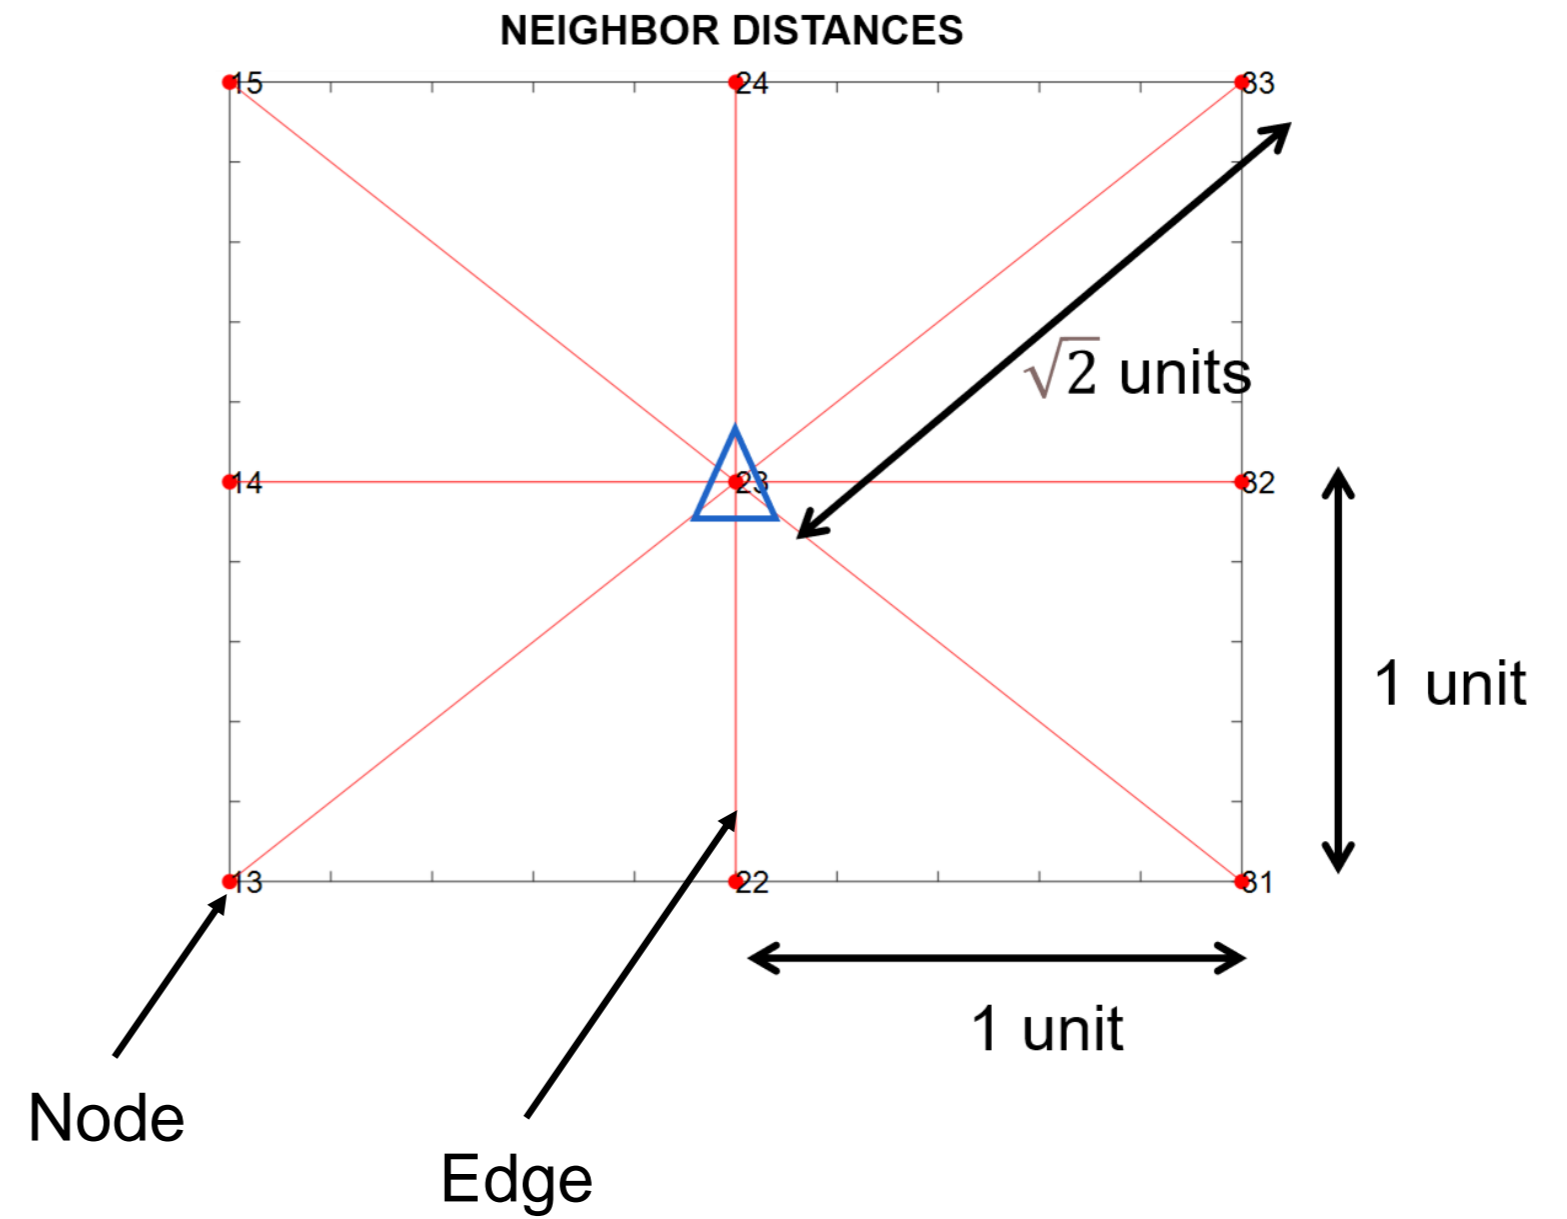 NEIGHBOR DISTANCES
15
24
33
√2 units
14
23
32
1 unit
13
22
31
1 unit
Node
Edge